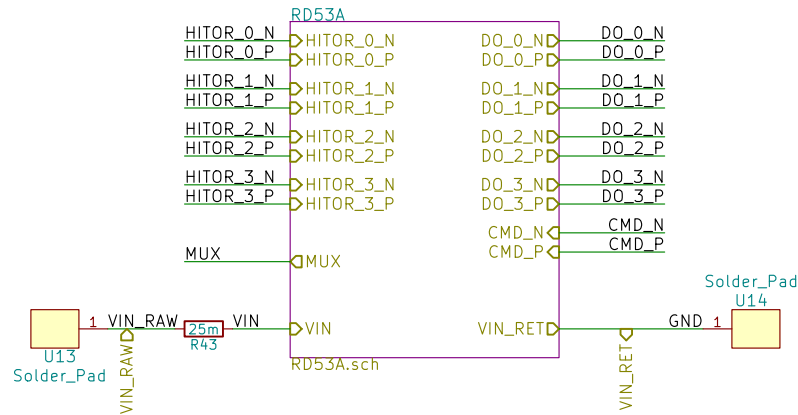 RD53A
HITOR_0_N HITOR_0_N DO_0_N DO_0_N
HITOR_0_P HITOR_0_P DO_0_P DO_0_P
HITOR_1_N HITOR_1_N DO_1_N DO_1_N
HITOR_1_P HITOR_1_P DO_1_P DO_1_P
HITOR_2_N HITOR_2_N DO_2_N DO_2_N
HITOR_2_P HITOR_2_P DO_2_P DO_2_P
HITOR_3_N HITOR_3_N DO_3_N DO_3_N
HITOR_3_P HITOR_3_P DO_3_P DO_3_P
CMD_N CMD_N
CMD_P CMD_P
MUX MUX
Solder_Pad
U14
1 VIN_RAW 25m VIN VIN VIN_RET GND 1
R43
U13
Solder_Pad
RD53A.sch
VIN_RAW
VIN_RET